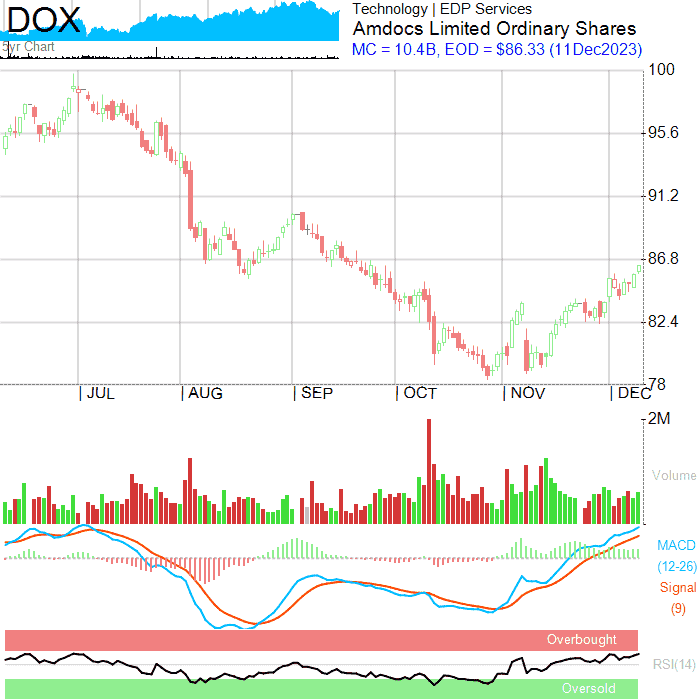 DOX
5yr Chart
Technology | EDP Services
Amdocs Limited Ordinary Shares
MC = 10.4B, EOD = $86.33 (11Dec2023)
100
95.6
91.2
86.8
82.4
78
| JUL | AUG | SEP | OCT | NOV | DEC
2M
Volume
MACD
(12-26)
Signal
(9)
Overbought
RSI(14)
Oversold